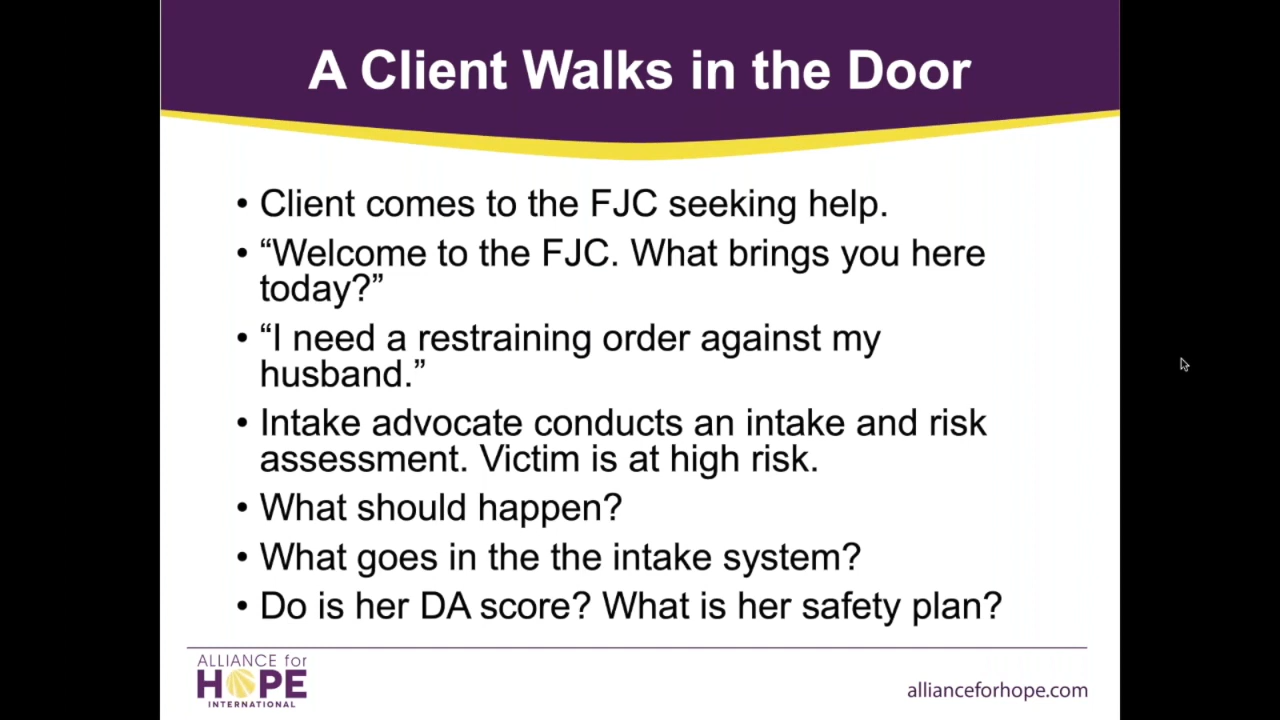 A Client Walks in the Door
• Client comes to the FJC seeking help.
• “Welcome to the FJC. What brings you here
today?”
• “I need a restraining order against my
husband.”
• Intake advocate conducts an intake and risk
assessment. Victim is at high risk.
• What should happen?
• What goes in the the intake system?
• Do is her DA score? What is her safety plan?
ALLIANCE for
HOPE
INTERNATIONAL
allianceforhope.com